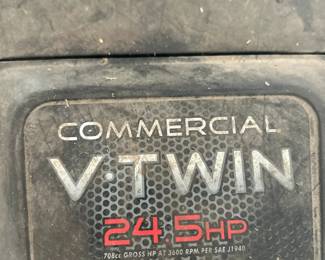 COMMERCIAL
V·TWIN
24.5HP
708cc GROSS HP AT 3600 RPM PER SAE J1940